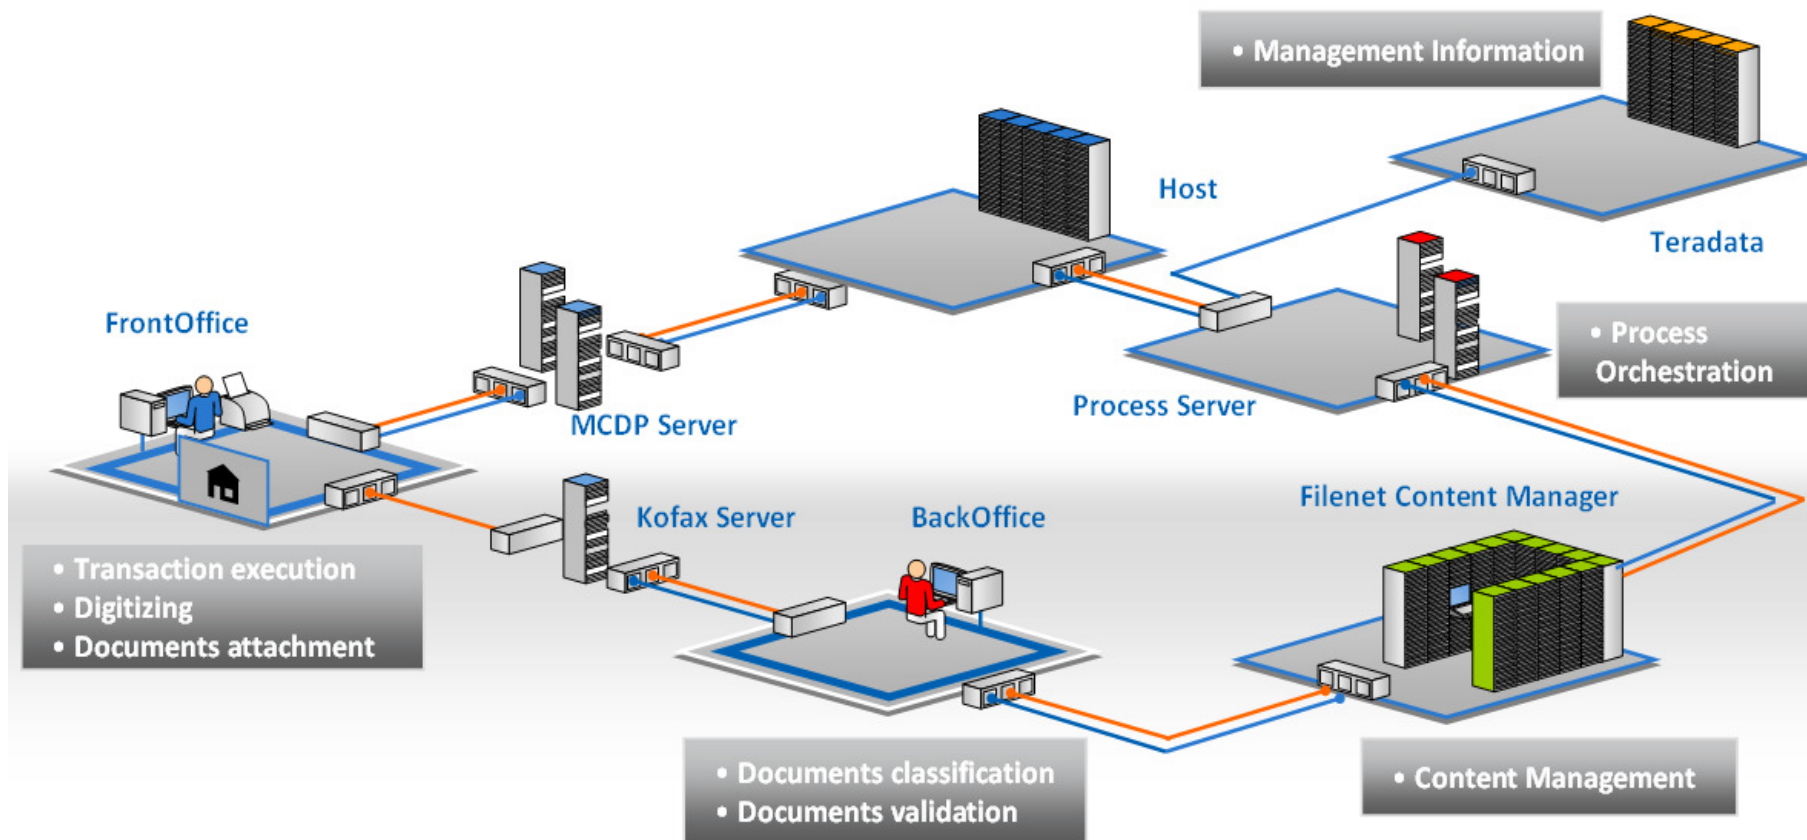 • Management Information
Host
Teradata
FrontOffice
• Process
Orchestration
Process Server
MCDP Server
Filenet Content Manager
Kofax Server
BackOffice
• Transaction execution
• Digitizing
• Documents attachment
• Documents classification
• Documents validation
• Content Management